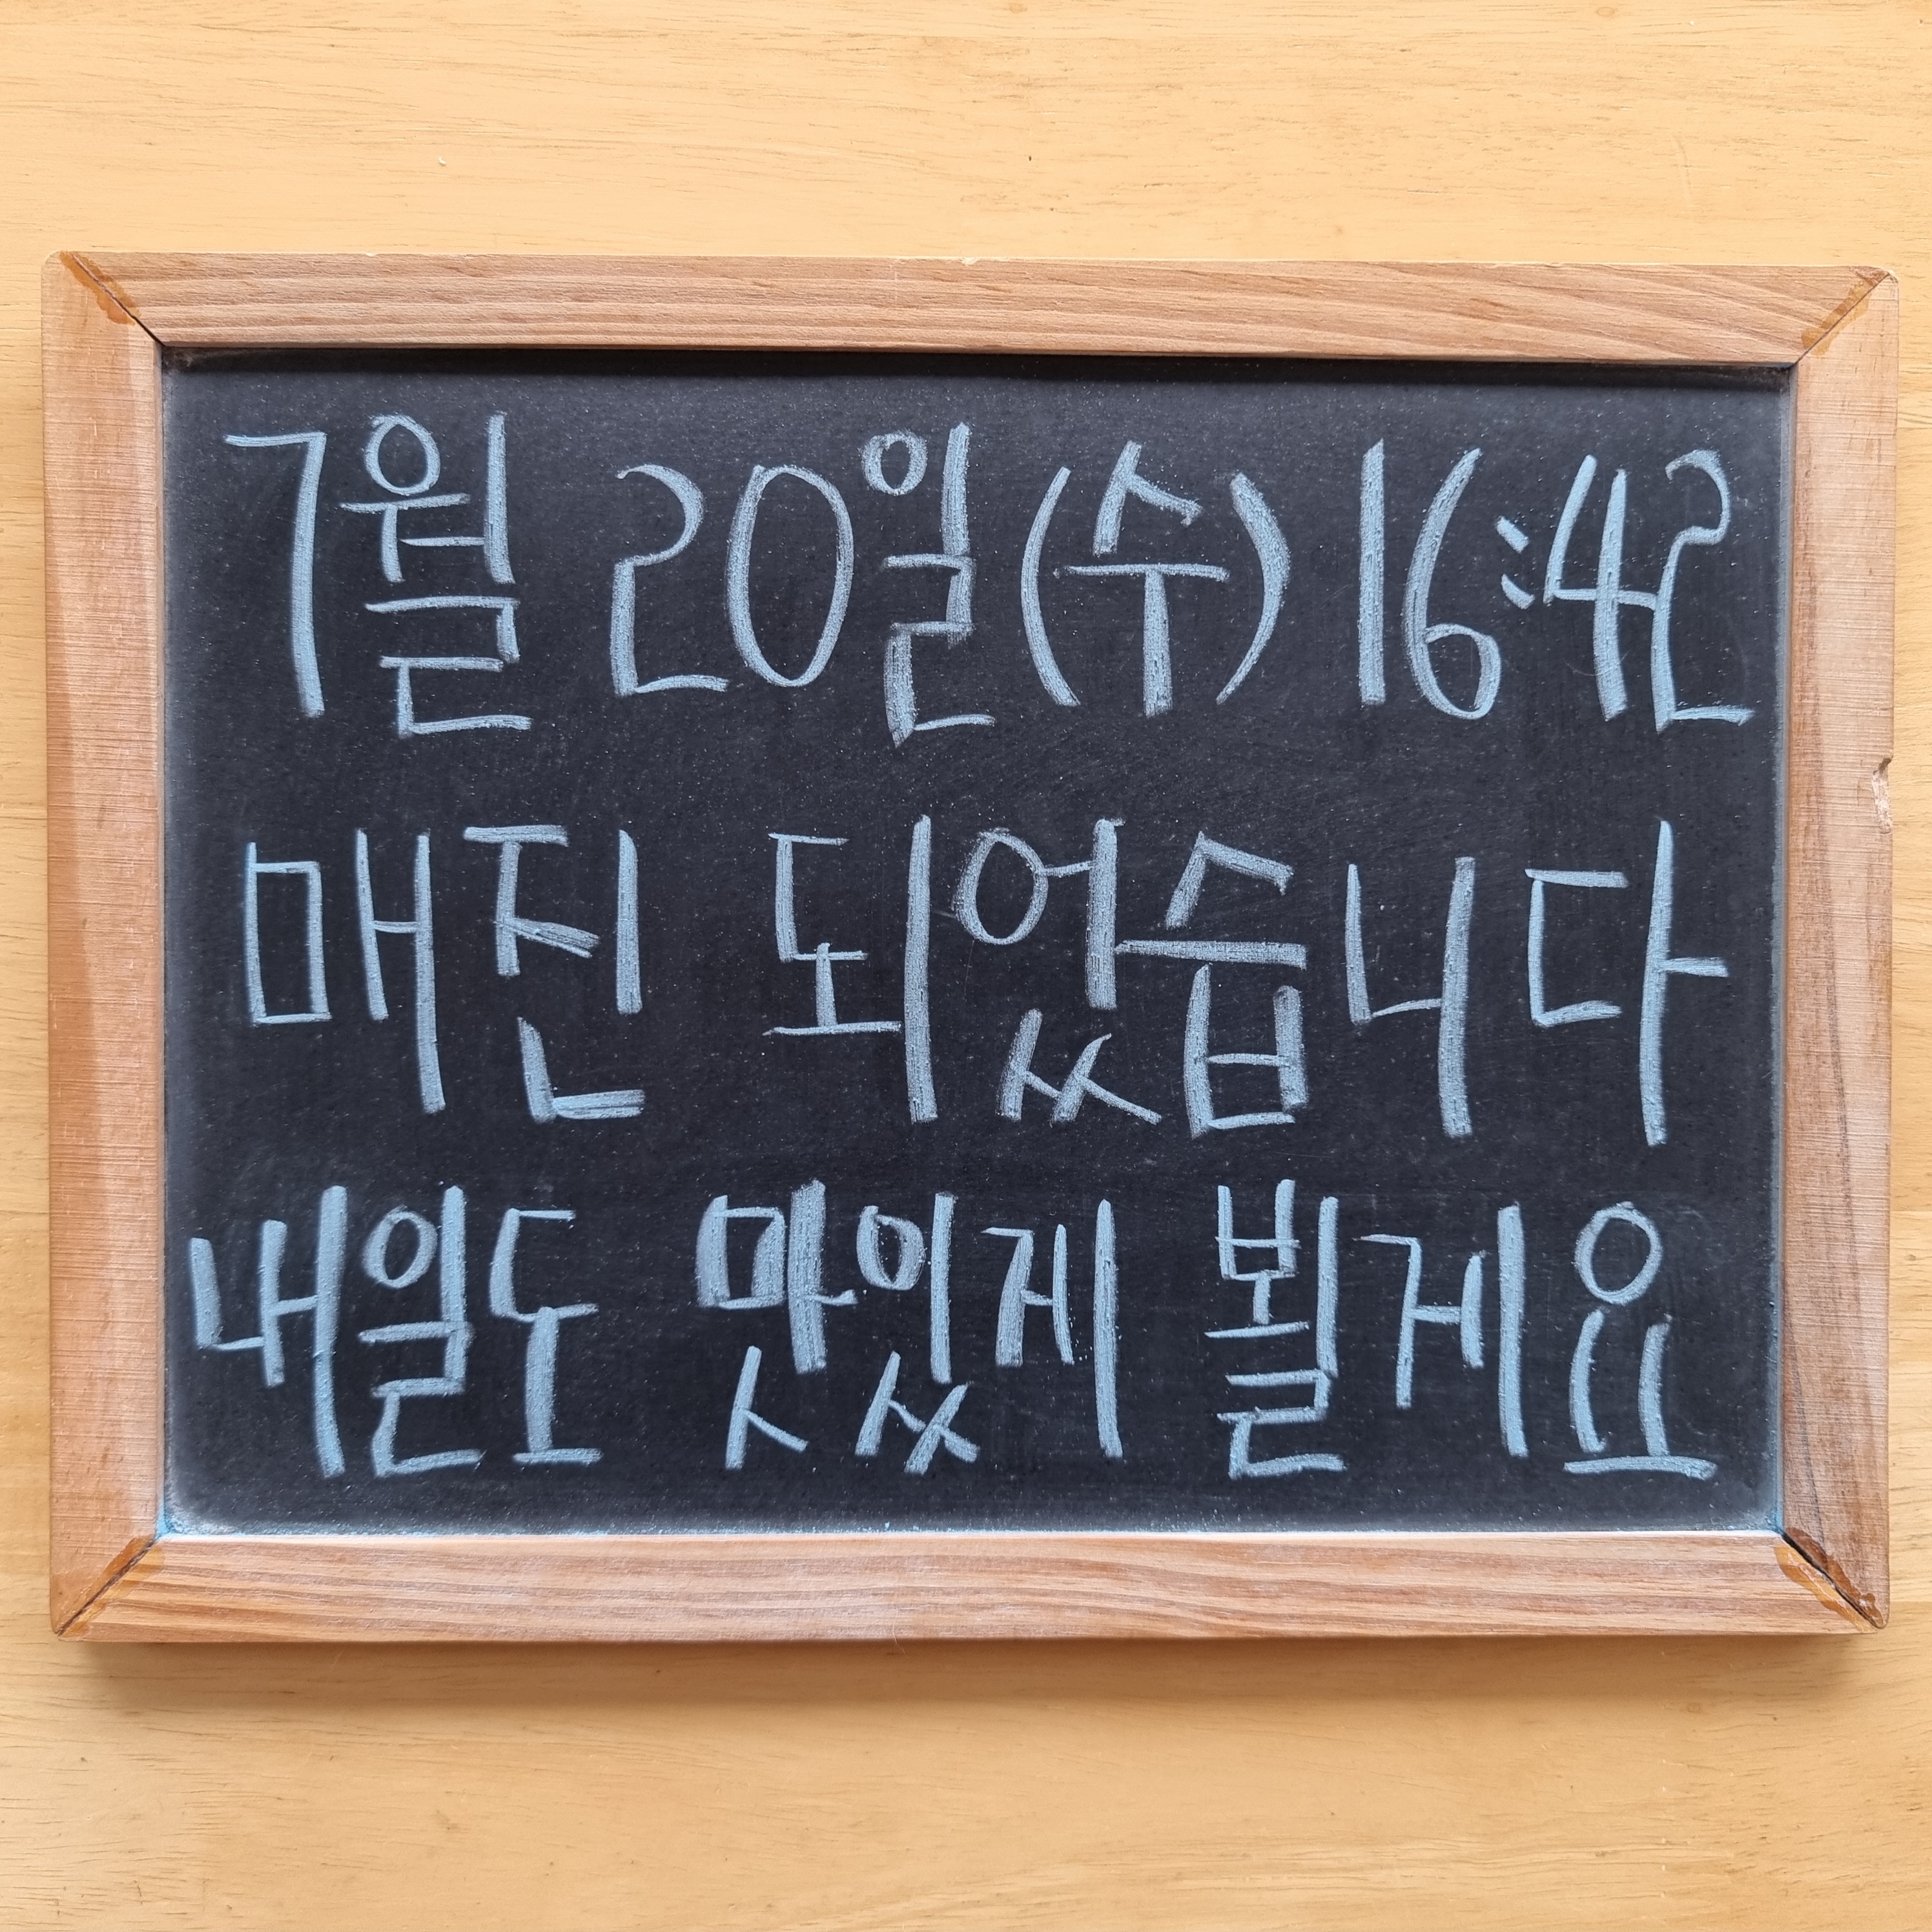 7월 20일(수) 16:42
매진 되었습니다
내일도 맛있게 뵐게요